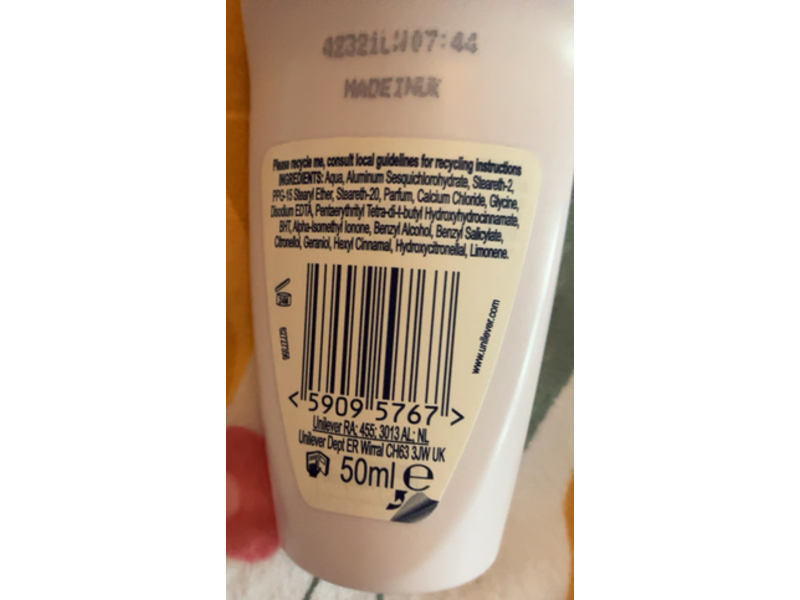 42321LW07:44
MADEINUK
Please recycle me, consult local guidelines for recycling instructions
INGREDIENTS: Aqua, Aluminum Sesquichlorohydrate, Steareth-2,
PPG-15 Stearyl Ether, Steareth-20, Parfum, Calcium Chloride, Glycine,
Disodium EDTA, Pentaerythrityl Tetra-di-t-butyl Hydroxyhydrocinnamate,
BHT, Alpha-Isomethyl Ionone, Benzyl Alcohol, Benzyl Salicylate,
Citronellol, Geraniol, Hexyl Cinnamal, Hydroxycitronellal, Limonene.
www.unilever.com
<5909 5767>
Unilever RA: 455: 3013 AL: NL
Unilever Dept ER Wirral CH63 3JW UK
50ml e